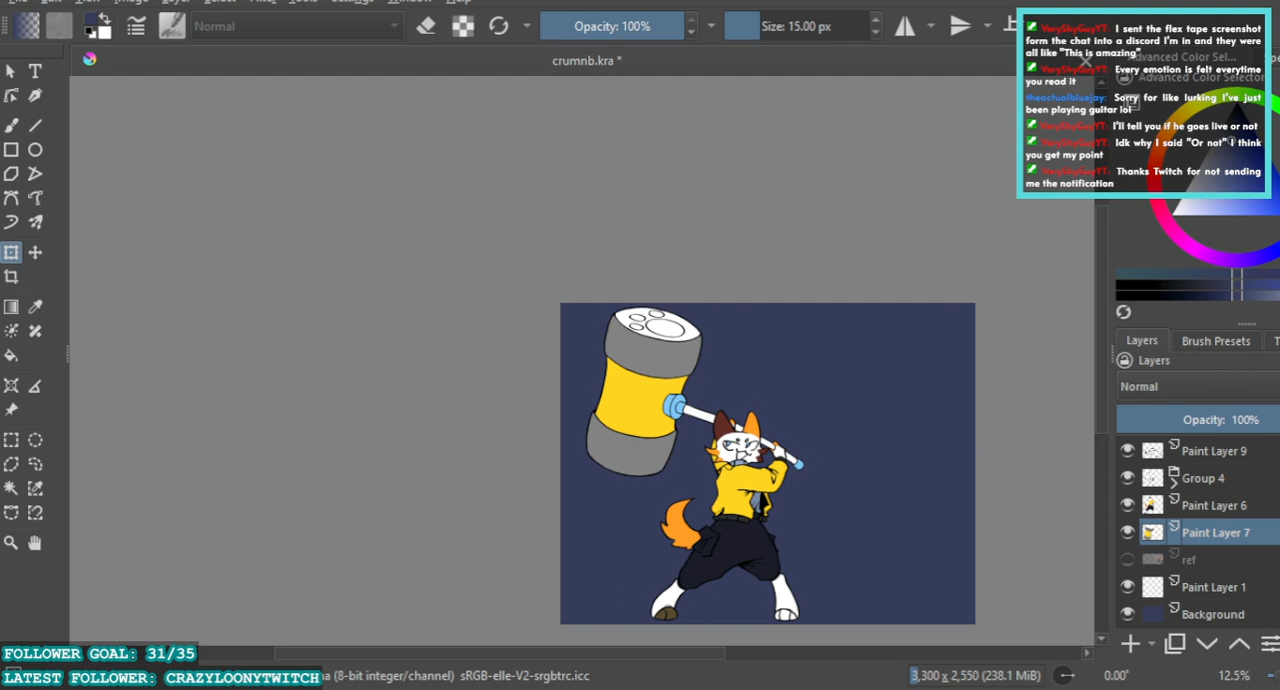 Normal
Opacity: 100%
Size: 15.00 px
crumnb.kra *
VeryShyGuyYT: I sent the flex tape screenshot
form the chat into a discord I'm in and they were
all like "This is amazing"
VeryShyGuyYT: Every emotion is felt everytime
you read it
theactualbluejay: Sorry for like lurking I've just
been playing guitar lol
VeryShyGuyYT: I'll tell you if he goes live or not
VeryShyGuyYT: Idk why I said "Or not" I think
you get my point
VeryShyGuyYT: Thanks Twitch for not sending
me the notification
Advanced Color Sel...
Advanced Color Selector
Layers
Brush Presets
Layers
Normal
Opacity: 100%
Paint Layer 9
Group 4
Paint Layer 6
Paint Layer 7
ref
Paint Layer 1
Background
FOLLOWER GOAL: 31/35
LATEST FOLLOWER: CRAZYLOONYTWITCH
(8-bit integer/channel) sRGB-elle-V2-srgbtrc.icc
3,300 x 2,550 (238.1 MiB)
0.00°
12.5%